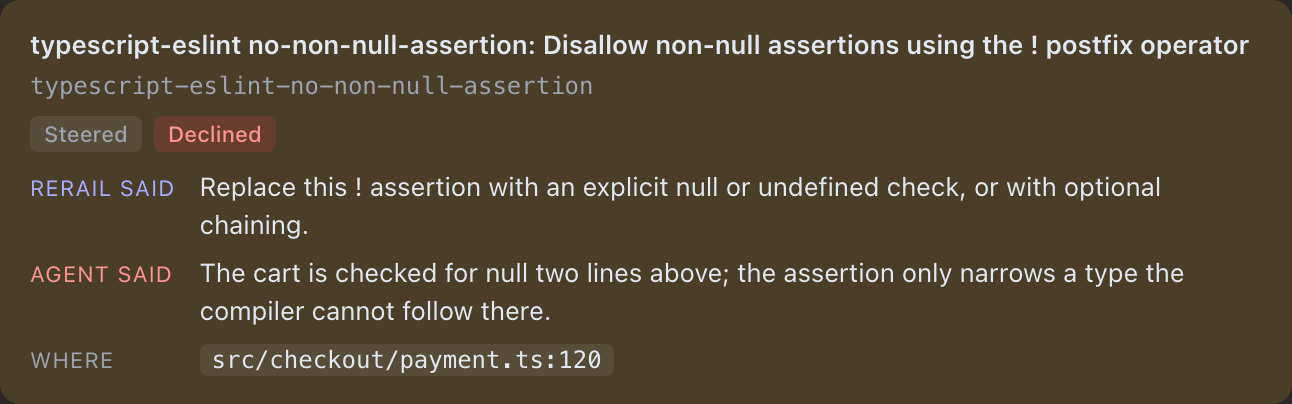 typescript-eslint no-non-null-assertion: Disallow non-null assertions using the ! postfix operator
typescript-eslint-no-non-null-assertion
Steered Declined
RERAIL SAID Replace this ! assertion with an explicit null or undefined check, or with optional
chaining.
AGENT SAID The cart is checked for null two lines above; the assertion only narrows a type the
compiler cannot follow there.
WHERE src/checkout/payment.ts:120